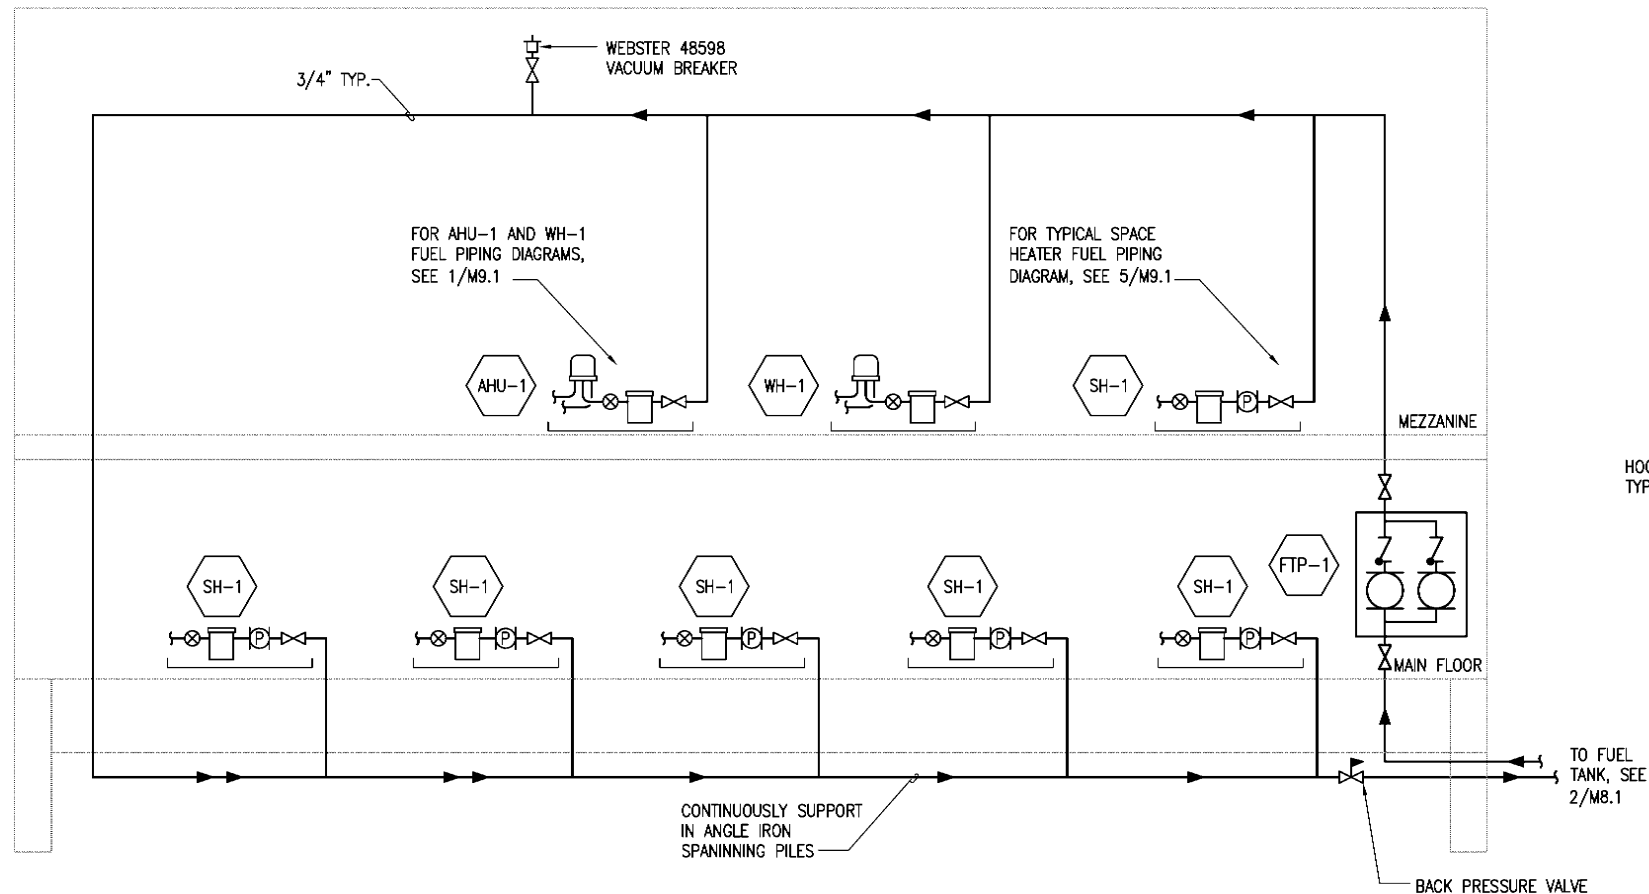 WEBSTER 48598
VACUUM BREAKER
3/4" TYP.
FOR AHU-1 AND WH-1
FUEL PIPING DIAGRAMS,
SEE 1/M9.1
FOR TYPICAL SPACE
HEATER FUEL PIPING
DIAGRAM, SEE 5/M9.1
AHU-1
WH-1
SH-1
P
MEZZANINE
HOO
TYP
SH-1
SH-1
SH-1
SH-1
SH-1
FTP-1
P
P
P
P
P
MAIN FLOOR
TO FUEL
TANK, SEE
2/M8.1
CONTINUOUSLY SUPPORT
IN ANGLE IRON
SPANINNING PILES
BACK PRESSURE VALVE